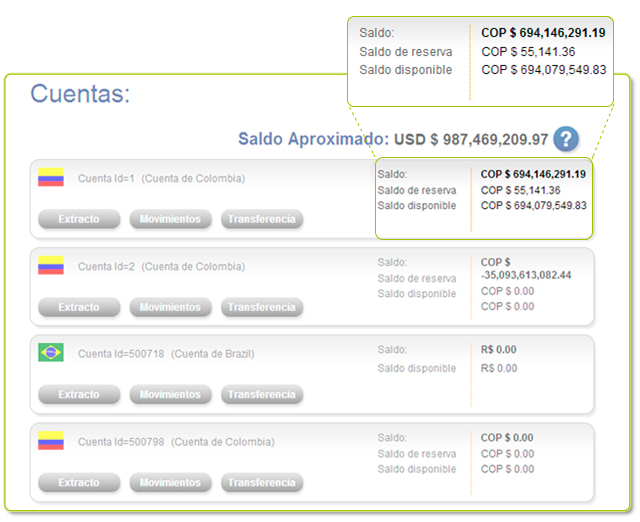 Saldo: COP $ 694,146,291.19
Saldo de reserva COP $ 55,141.36
Saldo disponible COP $ 694,079,549.83
Cuentas:
Saldo Aproximado: USD $ 987,469,209.97 ?
Cuenta Id=1 (Cuenta de Colombia)
Saldo: COP $ 694,146,291.19
Saldo de reserva COP $ 55,141.36
Saldo disponible COP $ 694,079,549.83
Extracto Movimientos Transferencia
Cuenta Id=2 (Cuenta de Colombia)
Saldo: COP $
-35,093,613,082.44
Saldo de reserva COP $ 0.00
Saldo disponible COP $ 0.00
Extracto Movimientos Transferencia
Cuenta Id=500718 (Cuenta de Brazil)
Saldo: R$ 0.00
Saldo disponible R$ 0.00
Extracto Movimientos Transferencia
Cuenta Id=500798 (Cuenta de Colombia)
Saldo: COP $ 0.00
Saldo de reserva COP $ 0.00
Saldo disponible COP $ 0.00
Extracto Movimientos Transferencia